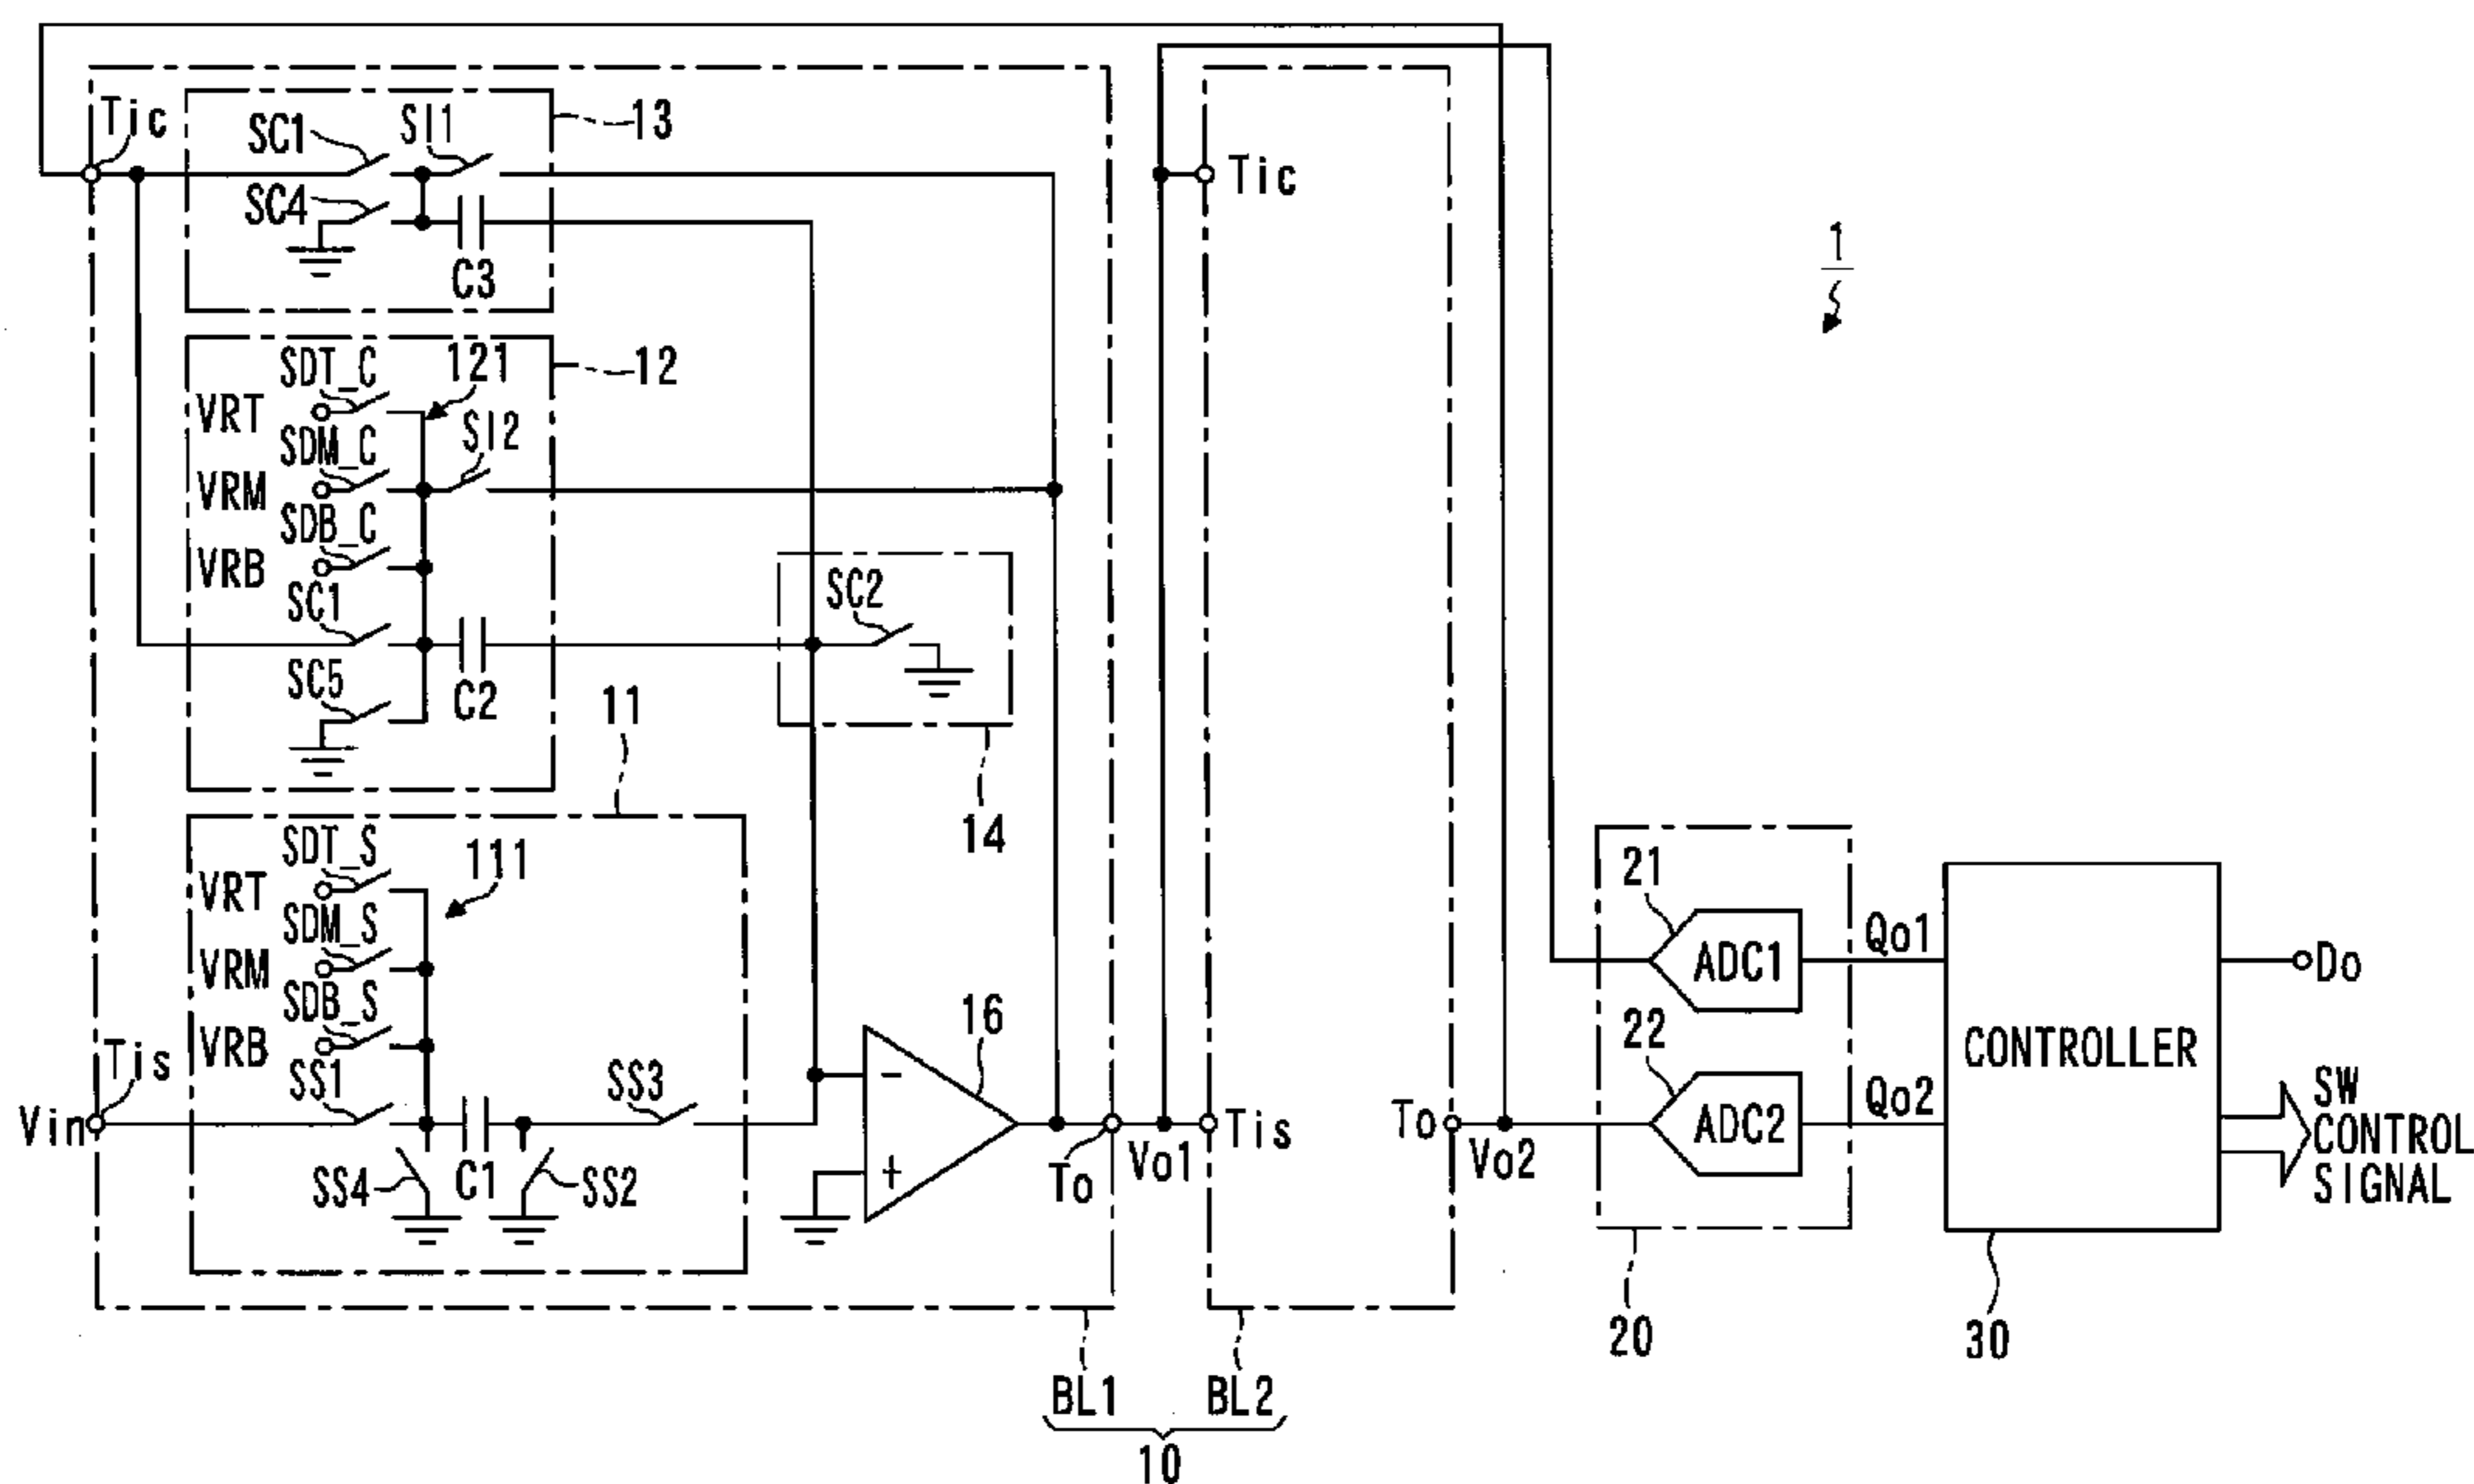 Tic
SC1
SI1
13
SC4
C3
Tic
1
SDT_C
121
12
VRT
SI2
SDM_C
VRM
SDB_C
VRB
SC1
SC2
SC5
C2
11
14
SDT_S
111
VRT
SDM_S
VRM
SDB_S
VRB
Tis
SS1
SS3
16
Vin
SS4
C1
SS2
To
Vo1
Tis
To
Vo2
21
ADC1
Qo1
22
ADC2
Qo2
CONTROLLER
Do
SW
CONTROL
SIGNAL
20
30
BL1
BL2
10